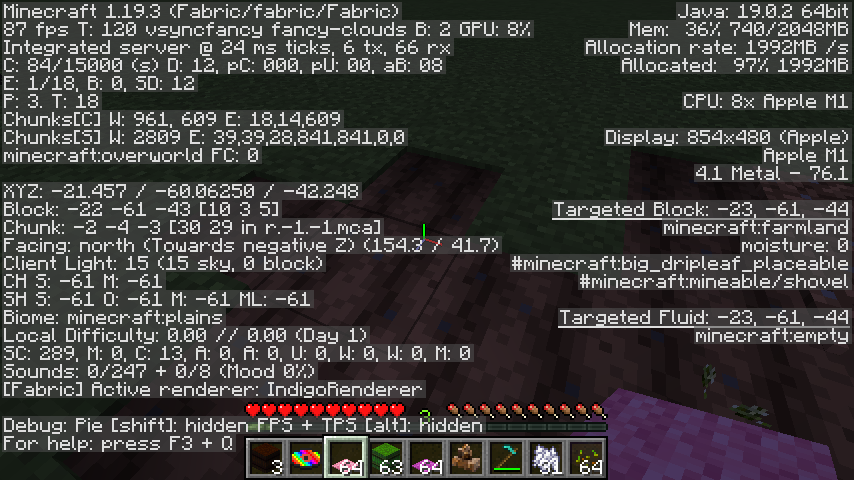 Minecraft 1.19.3 (Fabric/fabric/Fabric)
87 fps T: 120 vsyncfancy fancy-clouds B: 2 GPU: 8%
Integrated server @ 24 ms ticks, 6 tx, 66 rx
C: 84/15000 (s) D: 12, pC: 000, pU: 00, aB: 08
E: 1/18, B: 0, SD: 12
P: 3. T: 18
Chunks[C] W: 961, 609 E: 18,14,609
Chunks[S] W: 2809 E: 39,39,28,841,841,0,0
minecraft:overworld FC: 0
XYZ: -21.457 / -60.06250 / -42.248
Block: -22 -61 -43 [10 3 5]
Chunk: -2 -4 -3 [30 29 in r.-1.-1.mca]
Facing: north (Towards negative Z) (154.3 / 41.7)
Client Light: 15 (15 sky, 0 block)
CH S: -61 M: -61
SH S: -61 O: -61 M: -61 ML: -61
Biome: minecraft:plains
Local Difficulty: 0.00 // 0.00 (Day 1)
SC: 289, M: 0, C: 13, A: 0, A: 0, U: 0, W: 0, W: 0, M: 0
Sounds: 0/247 + 0/8 (Mood 0%)
[Fabric] Active renderer: IndigoRenderer
Debug: Pie [shift]: hidden FPS + TPS [alt]: hidden
For help: press F3 + Q
Java: 19.0.2 64bit
Mem: 36% 740/2048MB
Allocation rate: 1992MB /s
Allocated: 97% 1992MB
CPU: 8x Apple M1
Display: 854x480 (Apple)
Apple M1
4.1 Metal - 76.1
Targeted Block: -23, -61, -44
minecraft:farmland
moisture: 0
#minecraft:big_dripleaf_placeable
#minecraft:mineable/shovel
Targeted Fluid: -23, -61, -44
minecraft:empty
3 64 63 64 31 64